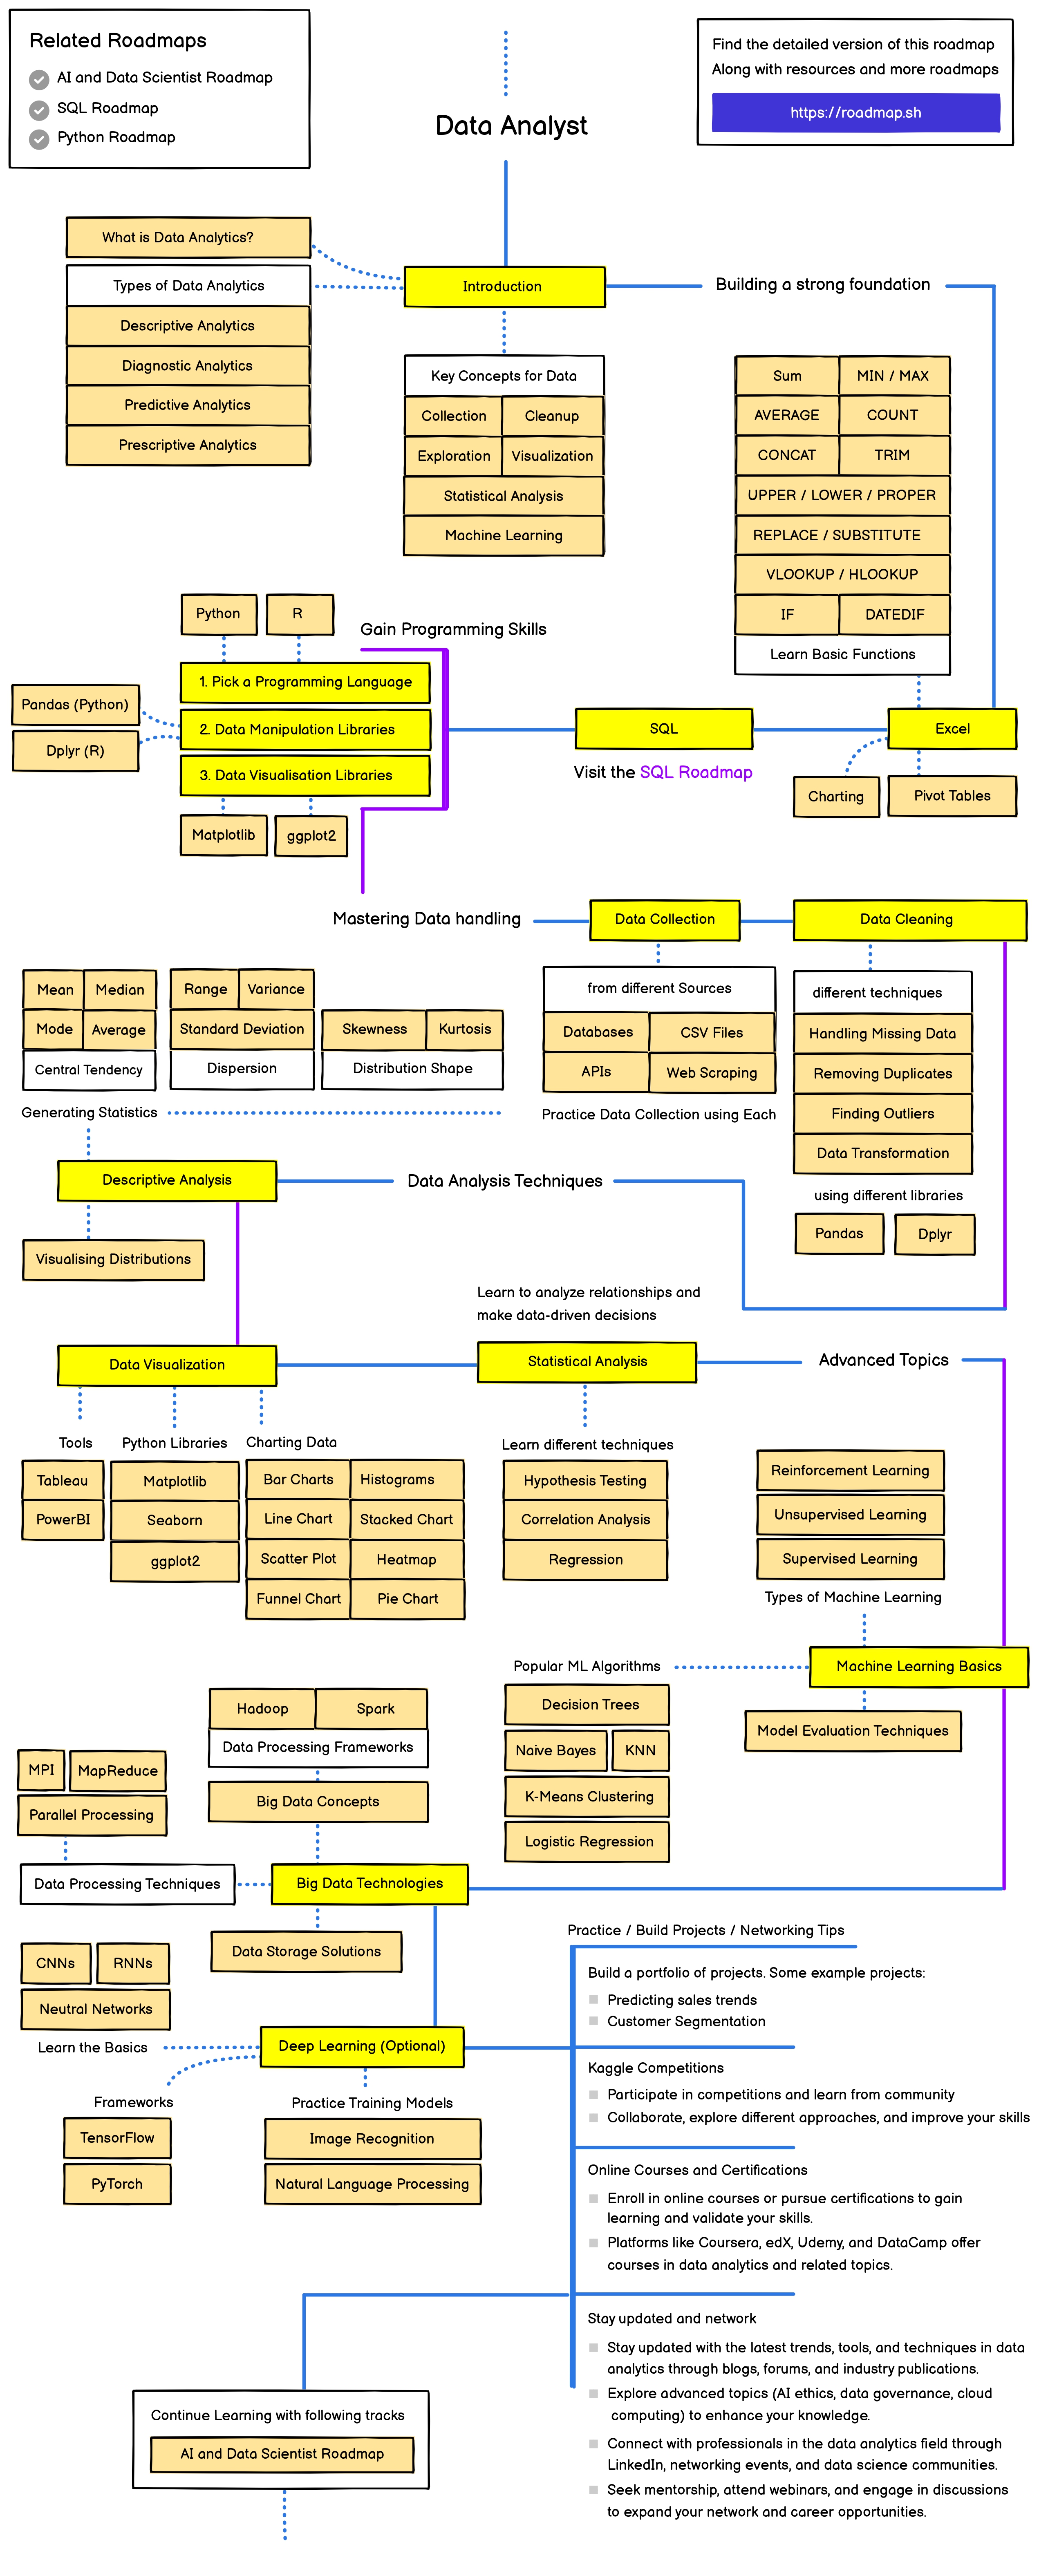 Related Roadmaps
AI and Data Scientist Roadmap
SQL Roadmap
Python Roadmap
Find the detailed version of this roadmap
Along with resources and more roadmaps
https://roadmap.sh
Data Analyst
What is Data Analytics?
Types of Data Analytics
Descriptive Analytics
Diagnostic Analytics
Predictive Analytics
Prescriptive Analytics
Introduction
Building a strong foundation
Key Concepts for Data
Collection
Cleanup
Exploration
Visualization
Statistical Analysis
Machine Learning
Sum
MIN / MAX
AVERAGE
COUNT
CONCAT
TRIM
UPPER / LOWER / PROPER
REPLACE / SUBSTITUTE
VLOOKUP / HLOOKUP
IF
DATEDIF
Learn Basic Functions
Excel
Charting
Pivot Tables
SQL
Visit the SQL Roadmap
Gain Programming Skills
Python
R
1. Pick a Programming Language
Pandas (Python)
Dplyr (R)
2. Data Manipulation Libraries
3. Data Visualisation Libraries
Matplotlib
ggplot2
Mastering Data handling
Data Collection
Data Cleaning
from different Sources
Databases
CSV Files
APIs
Web Scraping
Practice Data Collection using Each
different techniques
Handling Missing Data
Removing Duplicates
Finding Outliers
Data Transformation
using different libraries
Pandas
Dplyr
Mean
Median
Mode
Average
Central Tendency
Range
Variance
Standard Deviation
Dispersion
Skewness
Kurtosis
Distribution Shape
Generating Statistics
Descriptive Analysis
Data Analysis Techniques
Visualising Distributions
Learn to analyze relationships and
make data-driven decisions
Data Visualization
Statistical Analysis
Advanced Topics
Tools
Tableau
PowerBI
Python Libraries
Matplotlib
Seaborn
ggplot2
Charting Data
Bar Charts
Histograms
Line Chart
Stacked Chart
Scatter Plot
Heatmap
Funnel Chart
Pie Chart
Learn different techniques
Hypothesis Testing
Correlation Analysis
Regression
Reinforcement Learning
Unsupervised Learning
Supervised Learning
Types of Machine Learning
Machine Learning Basics
Model Evaluation Techniques
Popular ML Algorithms
Decision Trees
Naive Bayes
KNN
K-Means Clustering
Logistic Regression
Hadoop
Spark
Data Processing Frameworks
Big Data Concepts
MPI
MapReduce
Parallel Processing
Data Processing Techniques
Big Data Technologies
Data Storage Solutions
CNNs
RNNs
Neutral Networks
Learn the Basics
Deep Learning (Optional)
Frameworks
TensorFlow
PyTorch
Practice Training Models
Image Recognition
Natural Language Processing
Practice / Build Projects / Networking Tips
Build a portfolio of projects. Some example projects:
Predicting sales trends
Customer Segmentation
Kaggle Competitions
Participate in competitions and learn from community
Collaborate, explore different approaches, and improve your skills
Online Courses and Certifications
Enroll in online courses or pursue certifications to gain
learning and validate your skills.
Platforms like Coursera, edX, Udemy, and DataCamp offer
courses in data analytics and related topics.
Stay updated and network
Stay updated with the latest trends, tools, and techniques in data
analytics through blogs, forums, and industry publications.
Explore advanced topics (AI ethics, data governance, cloud
computing) to enhance your knowledge.
Connect with professionals in the data analytics field through
LinkedIn, networking events, and data science communities.
Seek mentorship, attend webinars, and engage in discussions
to expand your network and career opportunities.
Continue Learning with following tracks
AI and Data Scientist Roadmap